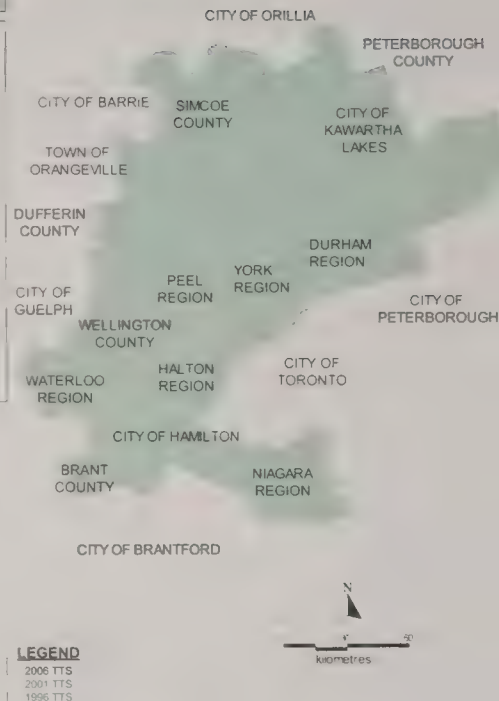 CITY OF ORILLIA
PETERBOROUGH
COUNTY
CITY OF BARRIE
SIMCOE
COUNTY
CITY OF
KAWARTHA
LAKES
TOWN OF
ORANGEVILLE
DUFFERIN
COUNTY
DURHAM
REGION
YORK
REGION
PEEL
REGION
CITY OF
GUELPH
CITY OF
PETERBOROUGH
WELLINGTON
COUNTY
CITY OF
TORONTO
HALTON
REGION
WATERLOO
REGION
CITY OF HAMILTON
BRANT
COUNTY
NIAGARA
REGION
CITY OF BRANTFORD
N
kilometres
LEGEND
2006 TTS
2001 TTS
1996 TTS